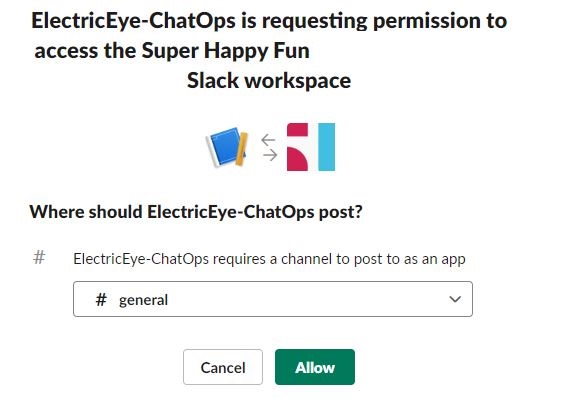 ElectricEye-ChatOps is requesting permission to
access the Super Happy Fun
Slack workspace
Where should ElectricEye-ChatOps post?
# ElectricEye-ChatOps requires a channel to post to as an app
# general
Cancel Allow